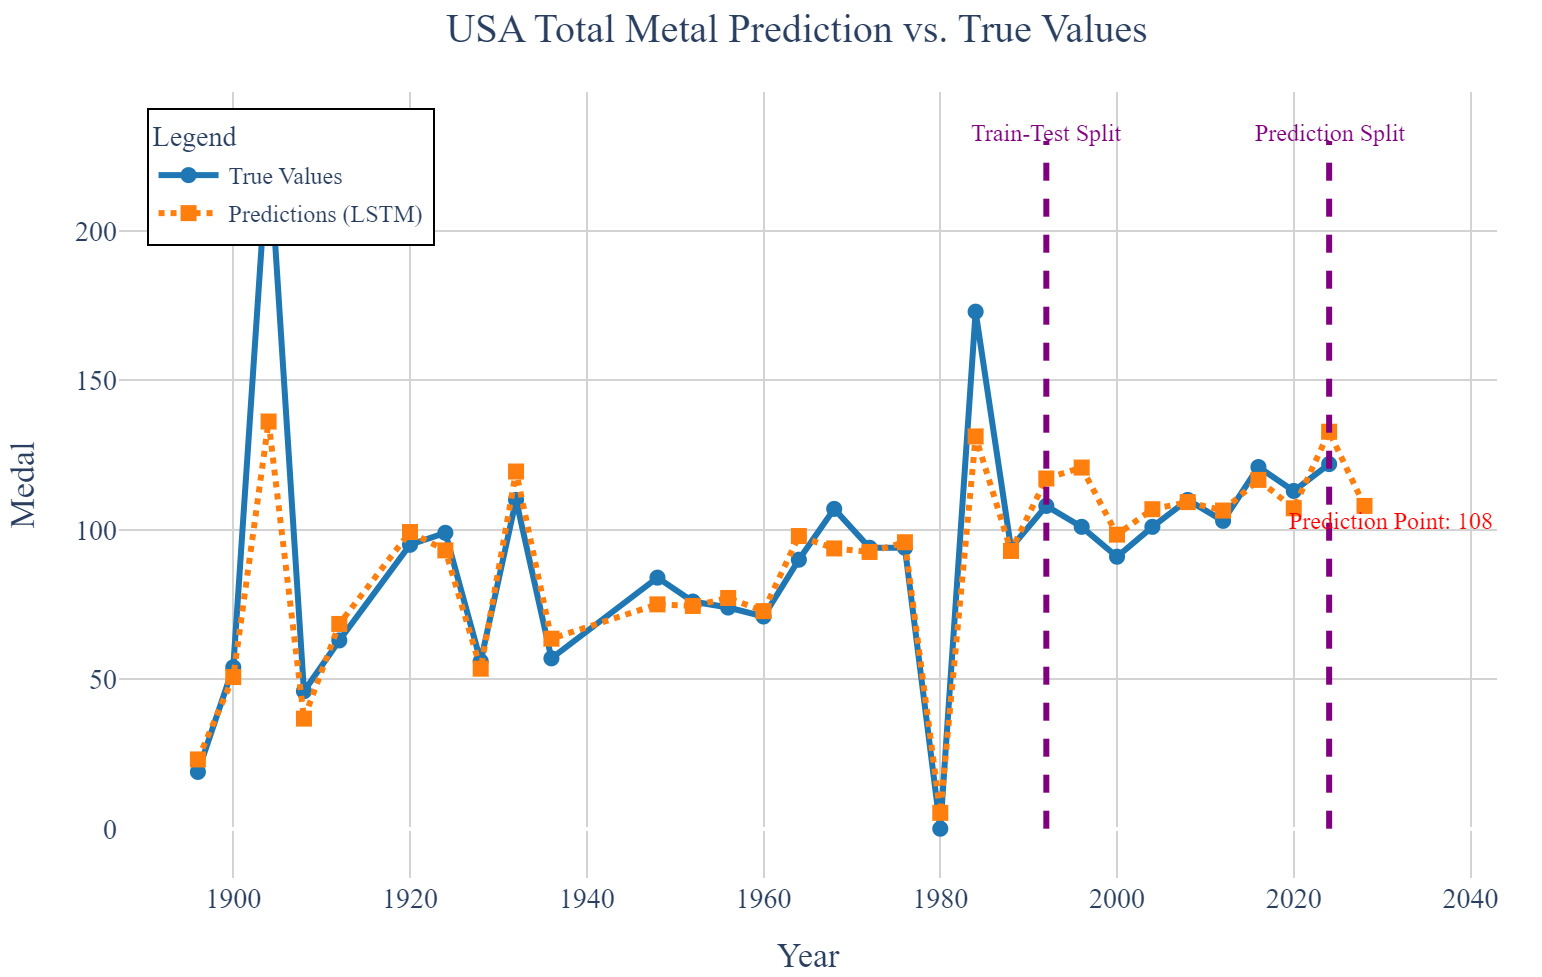 USA Total Metal Prediction vs. True Values
Legend
True Values
Predictions (LSTM)
Train-Test Split
Prediction Split
Prediction Point: 108
Medal
200
150
100
50
0
1900
1920
1940
1960
1980
2000
2020
2040
Year